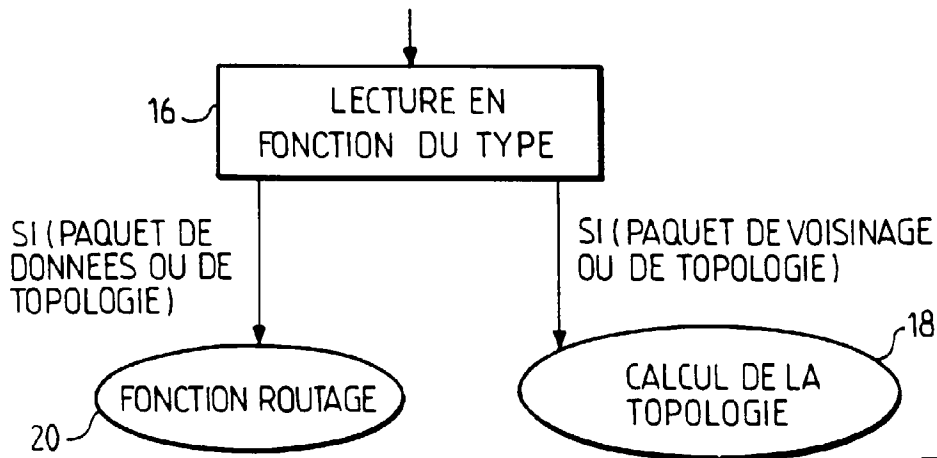 16
LECTURE EN
FONCTION DU TYPE
SI (PAQUET DE
DONNEES OU DE
TOPOLOGIE)
SI (PAQUET DE VOISINAGE
OU DE TOPOLOGIE)
18
FONCTION ROUTAGE
CALCUL DE LA
TOPOLOGIE
20